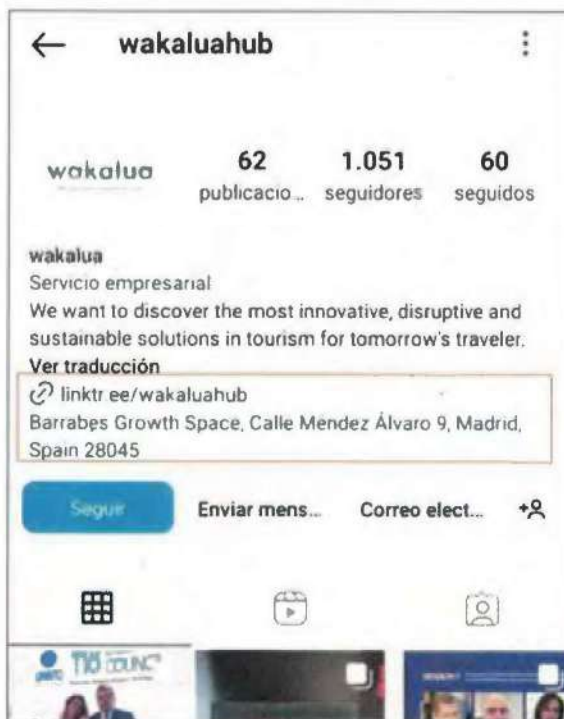 wakaluahub
wakalua
62 1.051 60
publicacio... seguidores seguidos
wakalua
Servicio empresarial
We want to discover the most innovative, disruptive and
sustainable solutions in tourism for tomorrow's traveler.
Ver traducción
linktr ee/wakaluahub
Barrabes Growth Space, Calle Méndez Álvaro 9, Madrid,
Spain 28045
Seguir Enviar mens... Correo elect...